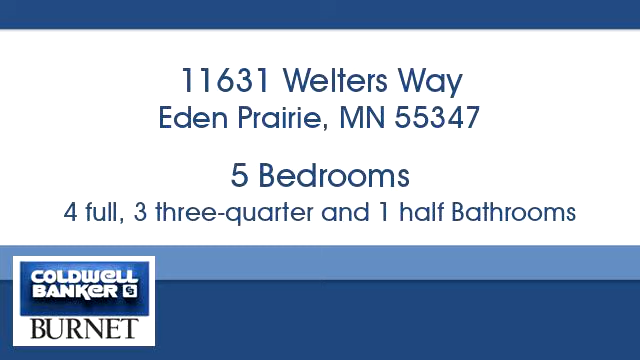 11631 Welters Way
Eden Prairie, MN 55347
5 Bedrooms
4 full, 3 three-quarter and 1 half Bathrooms
COLDWELL
BANKER CB
BURNET